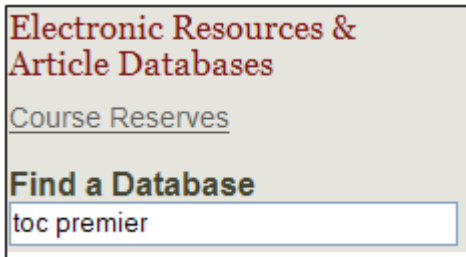 Electronic Resources &
Article Databases
Course Reserves
Find a Database
toc premier